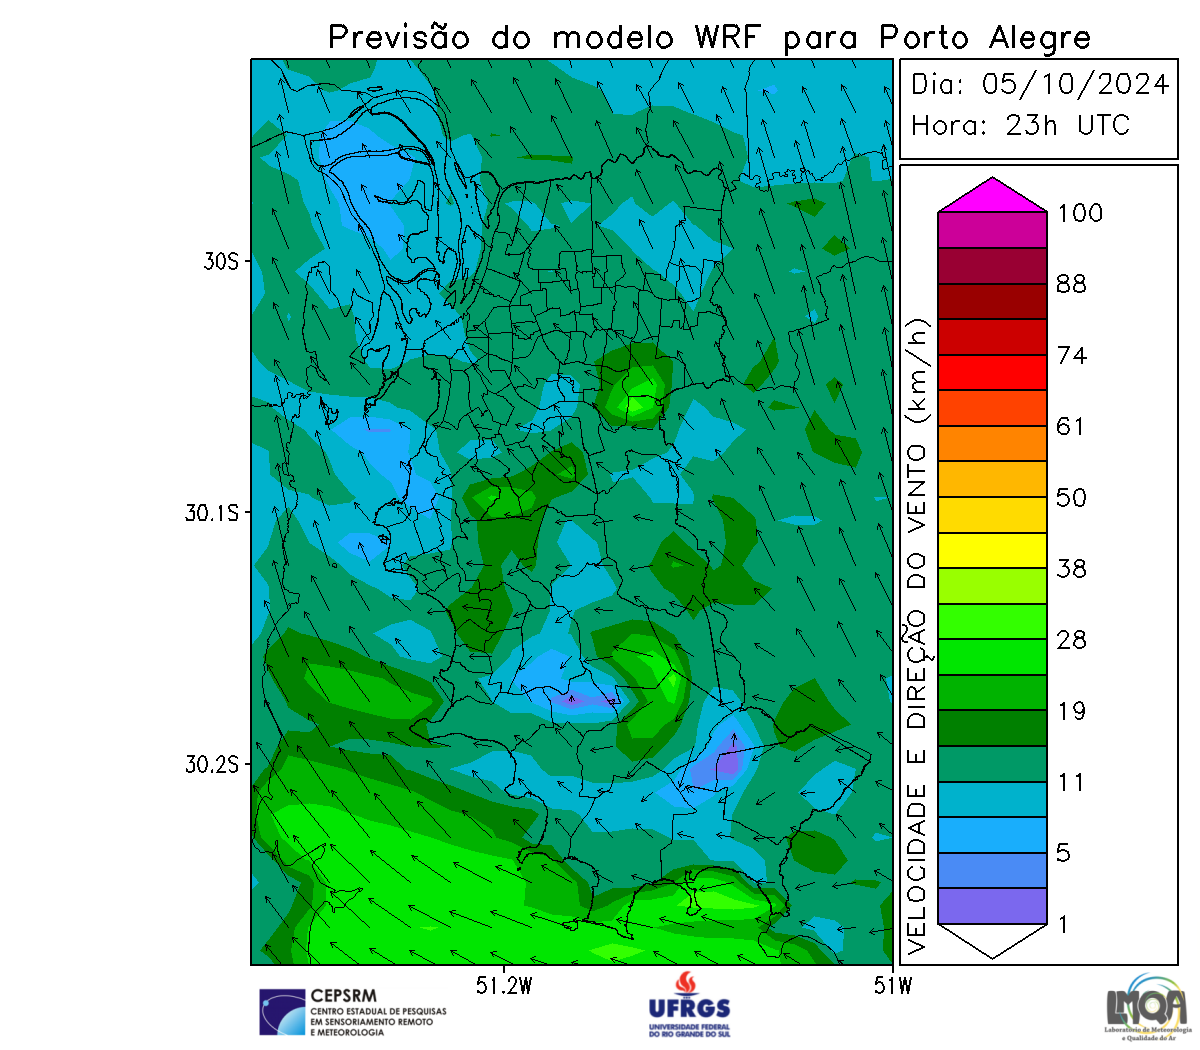 Previsão do modelo WRF para Porto Alegre
Dia: 05/10/2024
Hora: 23h UTC
30S
30.1S
30.2S
51.2W
51W
VELOCIDADE E DIREÇÃO DO VENTO (km/h)
100
88
74
61
50
38
28
19
11
5
1
CEPSRM
CENTRO ESTADUAL DE PESQUISAS
EM SENSORIAMENTO REMOTO
E METEOROLOGIA
UFRGS
UNIVERSIDADE FEDERAL
DO RIO GRANDE DO SUL
LMQA
Laboratório de Meteorologia
e Qualidade do Ar